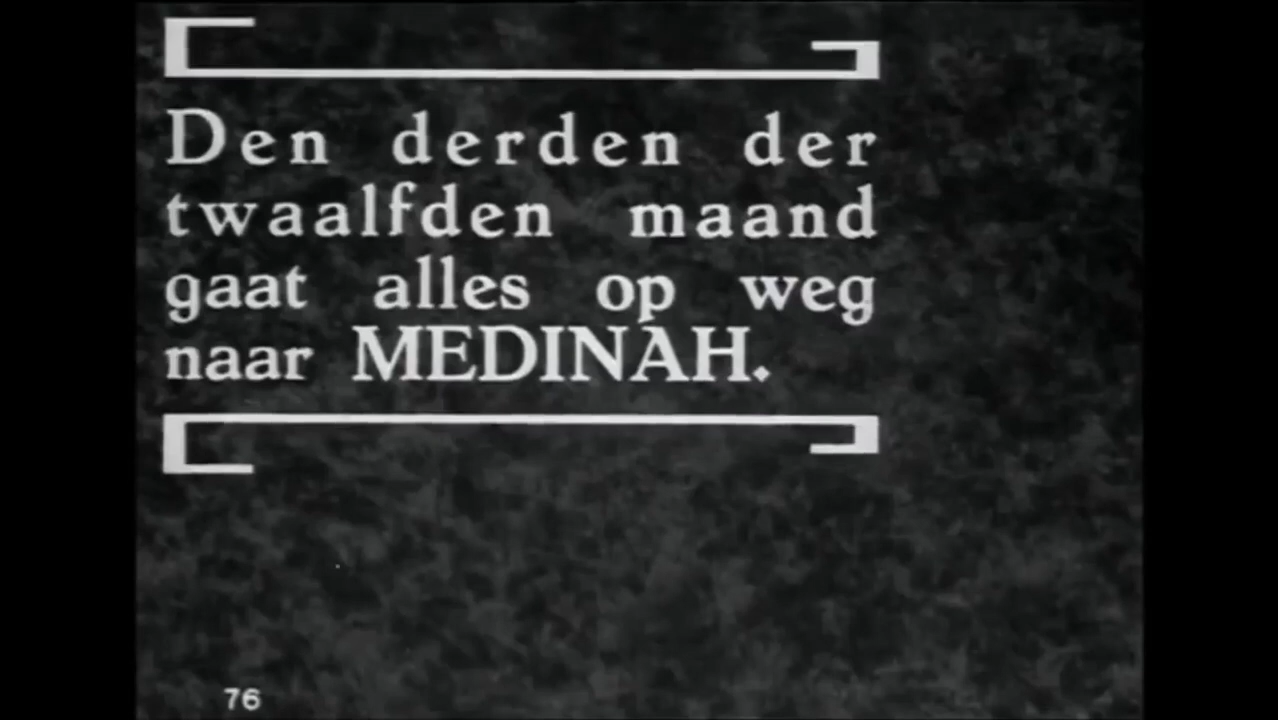 Den derden der
twaalfden maand
gaat alles op weg
naar MEDINAH.
76